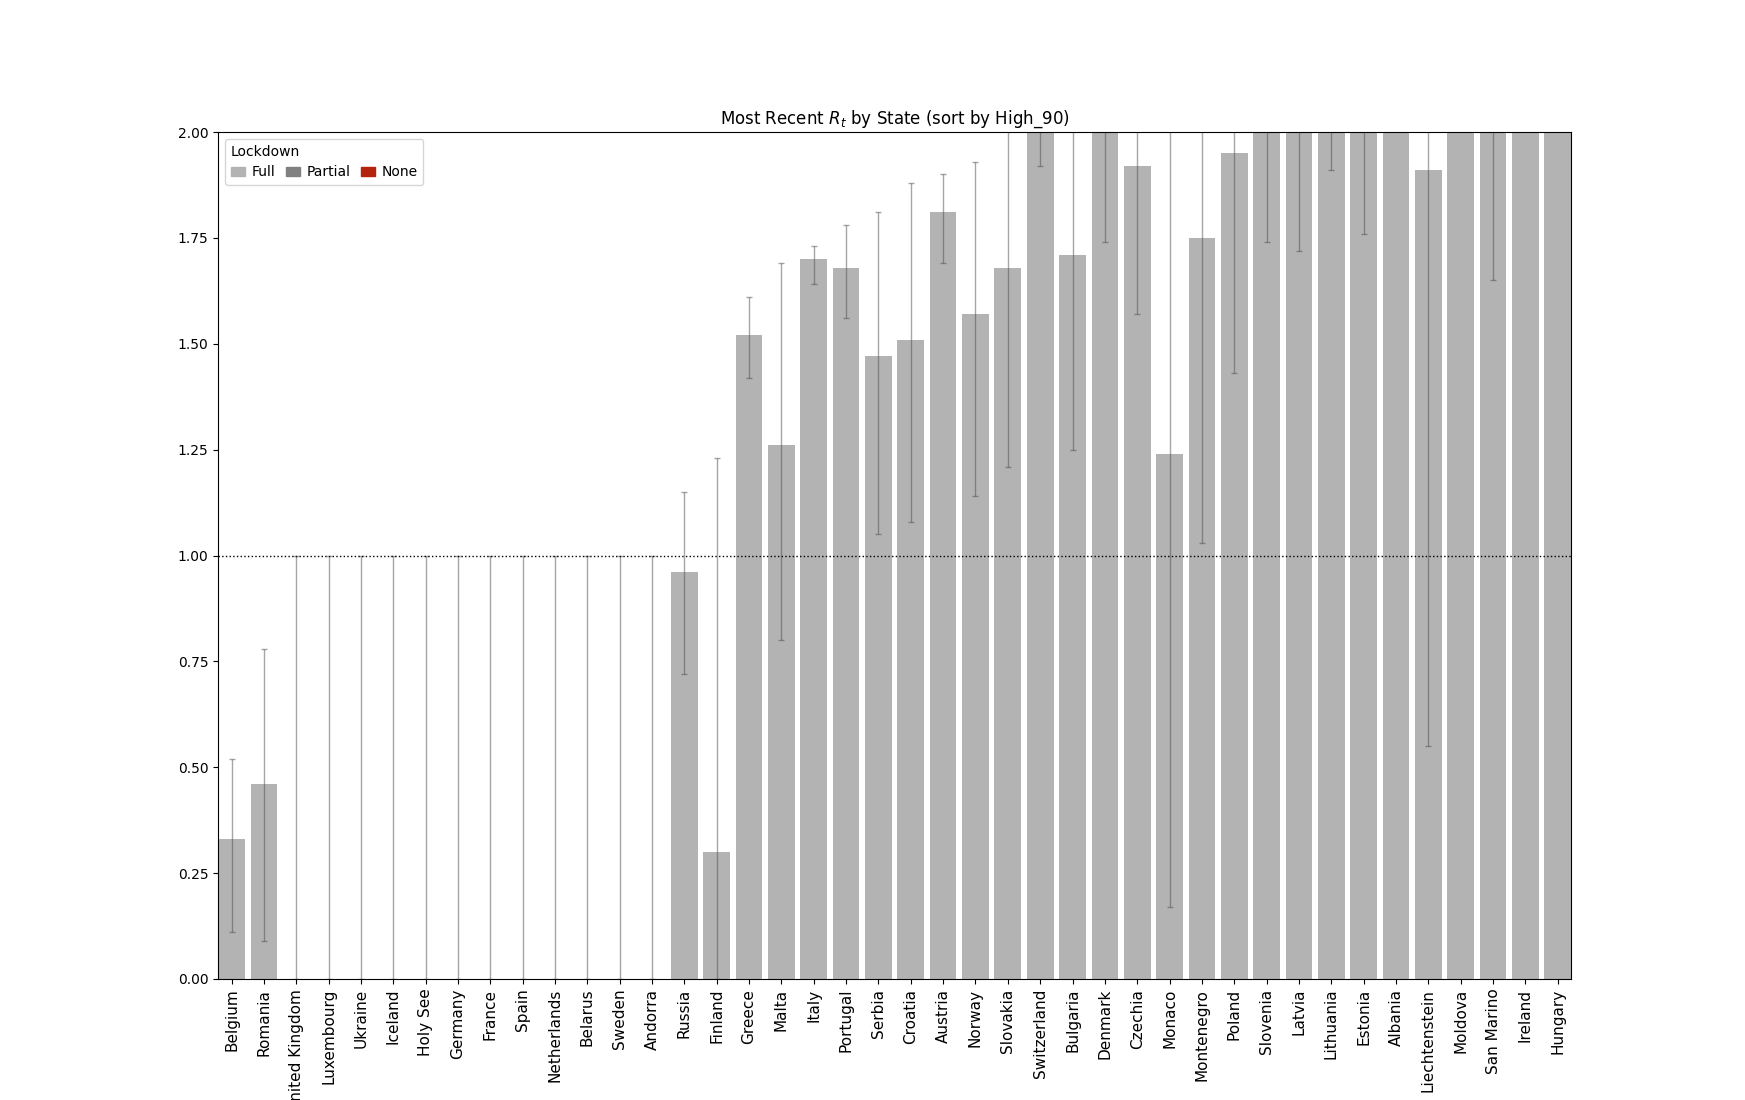 Most Recent R_t by State (sort by High_90)
Lockdown
Full Partial None
2.00
1.75
1.50
1.25
1.00
0.75
0.50
0.25
0.00
Belgium
Romania
nited Kingdom
Luxembourg
Ukraine
Iceland
Holy See
Germany
France
Spain
Netherlands
Belarus
Sweden
Andorra
Russia
Finland
Greece
Malta
Italy
Portugal
Serbia
Croatia
Austria
Norway
Slovakia
Switzerland
Bulgaria
Denmark
Czechia
Monaco
Montenegro
Poland
Slovenia
Latvia
Lithuania
Estonia
Albania
Liechtenstein
Moldova
San Marino
Ireland
Hungary